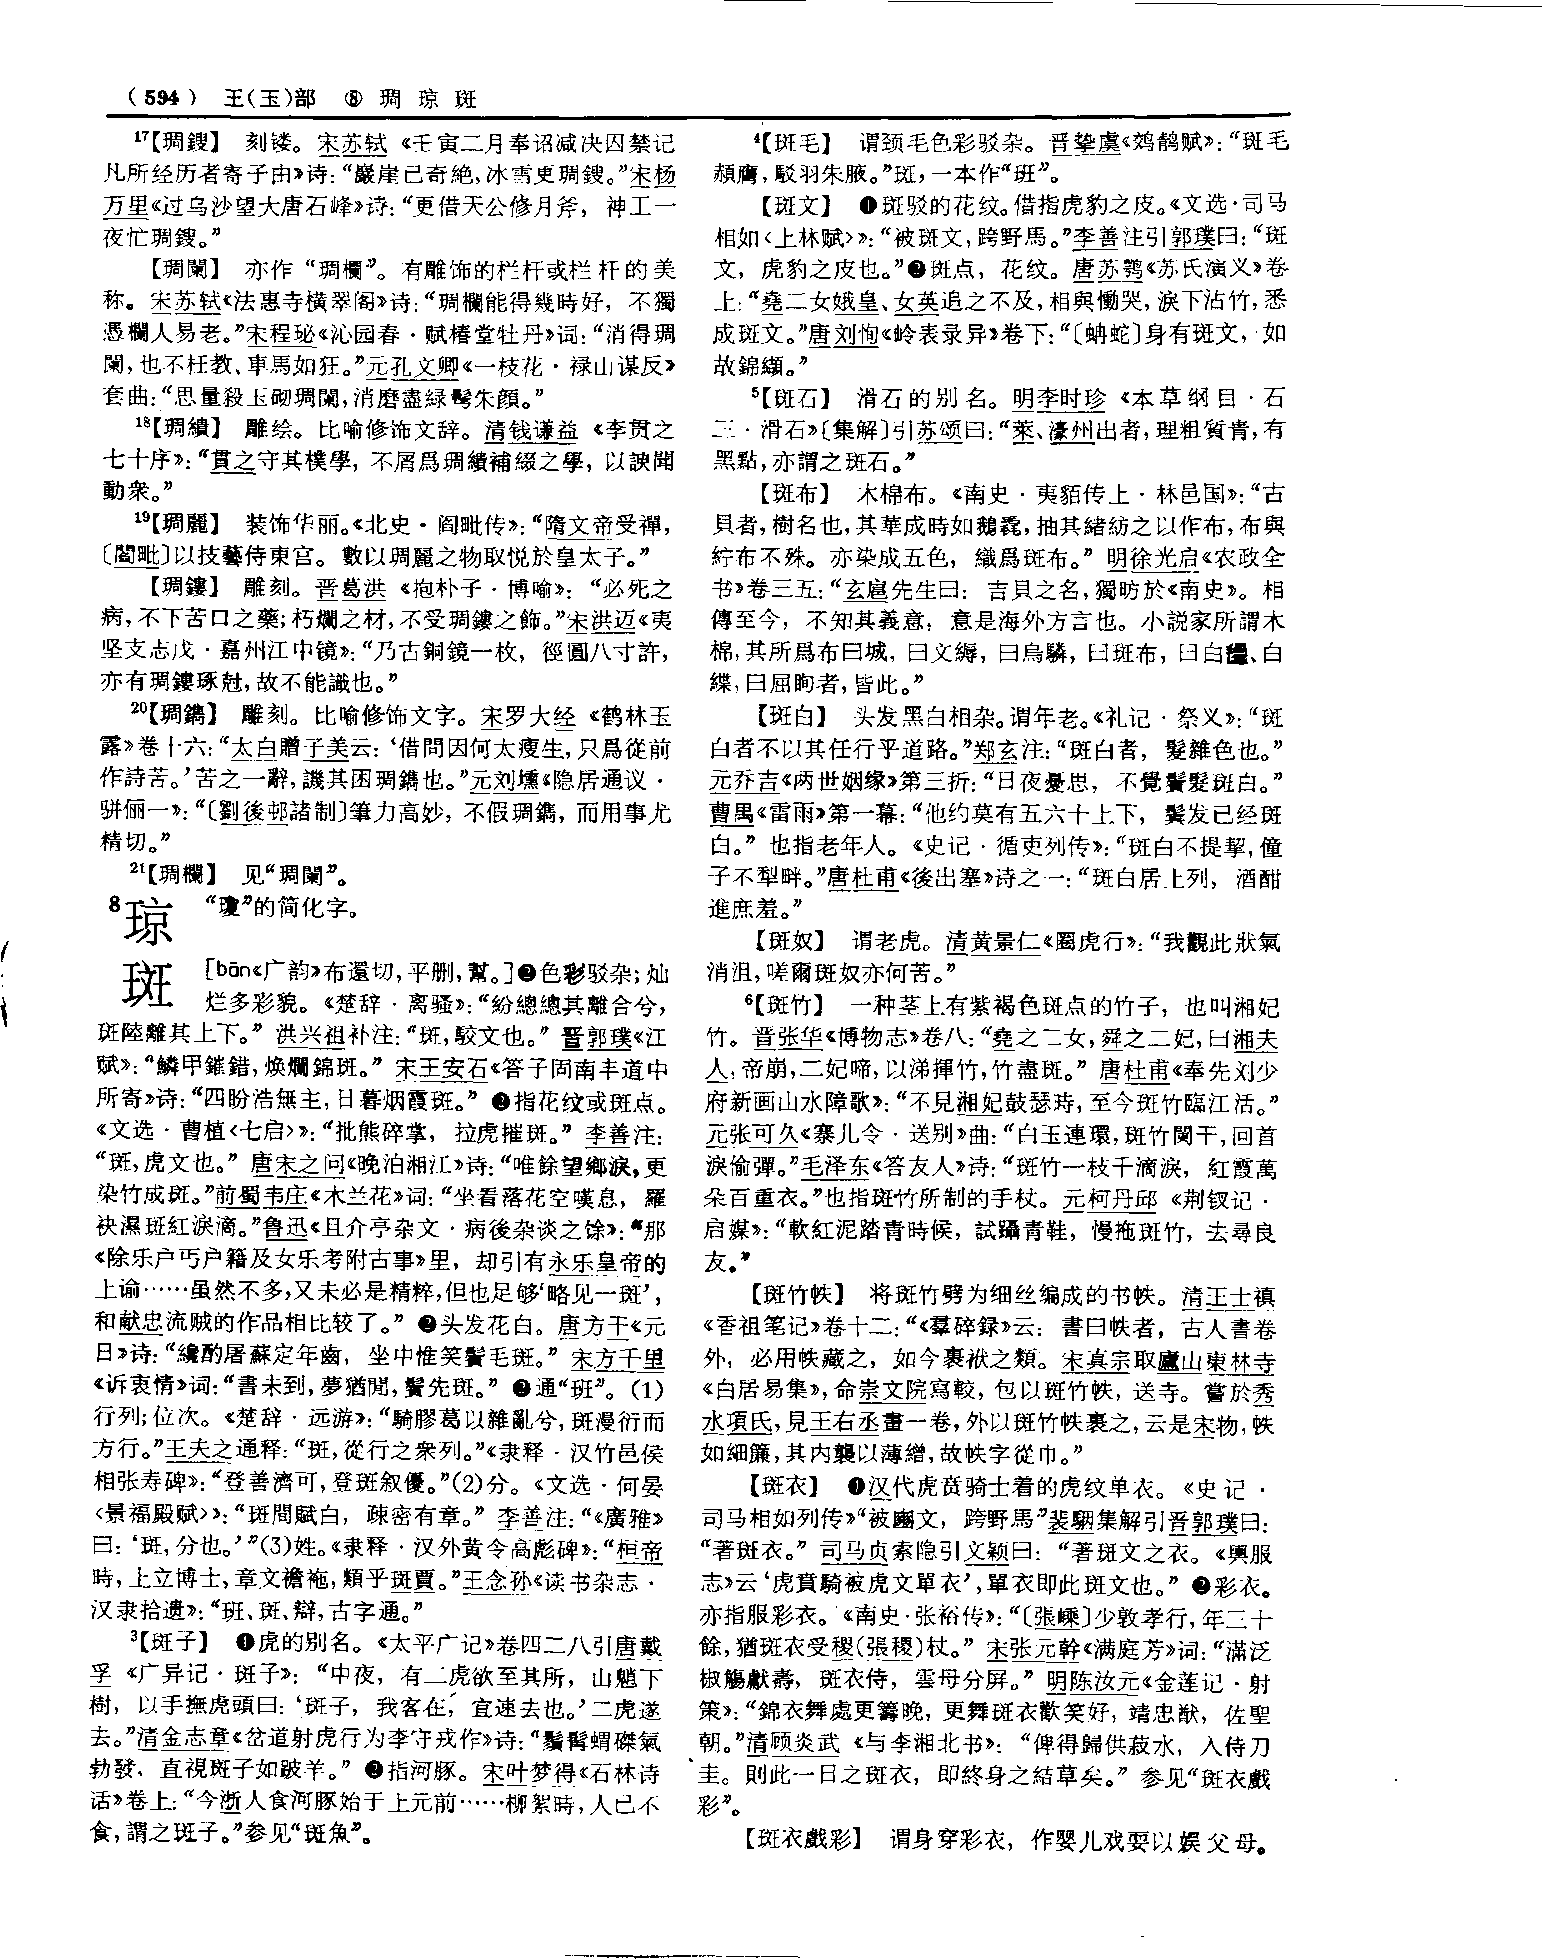 （594） 王(玉)部 ⑧ 琱 琼 斑
17【琱鎪】 刻镂。宋苏轼《壬寅二月奉诏减决囚禁记
凡所经历者寄子由》诗：“巖崖已奇絶，冰雪更琱鎪。”宋杨
万里《过乌沙望大唐石峰》诗：“更借天公修月斧，神工一
夜忙琱鎪。”
【琱闌】 亦作“琱欄”。有雕饰的栏杆或栏杆的美
称。宋苏轼《法惠寺横翠阁》诗：“琱欄能得幾時好，不獨
憑欄人易老。”宋程珌《沁园春·赋椿堂牡丹》词：“消得琱
闌，也不枉教、車馬如狂。”元孔文卿《一枝花·禄山谋反》
套曲：“思量殺玉砌琱闌，消磨盡緑鬢朱顔。”
18【琱繢】 雕绘。比喻修饰文辞。清钱谦益《李贯之
七十序》：“貫之守其樸學，不屑爲琱繢補綴之學，以諛聞
動衆。”
19【琱麗】 装饰华丽。《北史·阎毗传》：“隋文帝受禪，
〔閻毗〕以技藝侍東宫。數以琱麗之物取悦於皇太子。”
【琱鏤】 雕刻。晋葛洪《抱朴子·博喻》：“必死之
病，不下苦口之藥；朽爛之材，不受琱鏤之飾。”宋洪迈《夷
坚支志戊·嘉州江中镜》：“乃古銅鏡一枚，徑圓八寸許，
亦有琱鏤琢尅，故不能識也。”
20【琱鐫】 雕刻。比喻修饰文字。宋罗大经《鹤林玉
露》卷十六：“太白贈子美云：‘借問因何太瘦生，只爲從前
作詩苦。’苦之一辭，譏其困琱鐫也。”元刘壎《隐居通议·
骈俪一》：“〔劉後邨諸制〕筆力高妙，不假琱鐫，而用事尤
精切。”
21【琱欄】 见“琱闌”。
8琼 “瓊”的简化字。
斑 [bān《广韵》布還切，平删，幫。]❶色彩驳杂；灿
烂多彩貌。《楚辞·离骚》：“紛總總其離合兮，
斑陸離其上下。”洪兴祖补注：“斑，駮文也。”晋郭璞《江
赋》：“鱗甲錐錯，焕爛錦斑。”宋王安石《答子固南丰道中
所寄》诗：“四盼浩無主，日暮烟霞斑。”❷指花纹或斑点。
《文选·曹植〈七启〉》：“批熊碎掌，拉虎摧斑。”李善注：
“斑，虎文也。”唐宋之问《晚泊湘江》诗：“唯餘望鄉淚，更
染竹成斑。”前蜀韦庄《木兰花》词：“坐看落花空嘆息，羅
袂濕斑紅淚滴。”鲁迅《且介亭杂文·病後杂谈之馀》：“那
《除乐户丐户籍及女乐考附古事》里，却引有永乐皇帝的
上谕……虽然不多，又未必是精粹，但也足够‘略见一斑’，
和献忠流贼的作品相比较了。”❷头发花白。唐方干《元
日》诗：“纔酌屠蘇定年齒，坐中惟笑鬢毛斑。”宋方千里
《诉衷情》词：“書未到，夢猶閒，鬢先斑。”❷通“班”。(1)
行列；位次。《楚辞·远游》：“騎膠葛以雜亂兮，斑漫衍而
方行。”王夫之通释：“斑，從行之衆列。”《隶释·汉竹邑侯
相张寿碑》：“登善濟可，登斑叙優。”(2)分。《文选·何晏
〈景福殿赋〉》：“斑間賦白，疎密有章。”李善注：“《廣雅》
曰：‘斑，分也。’”(3)姓。《隶释·汉外黄令高彪碑》：“桓帝
時，上立博士，章文襜袘，類乎斑賈。”王念孙《读书杂志·
汉隶拾遗》：“班、斑、辯，古字通。”
3【斑子】 ❶虎的别名。《太平广记》卷四二八引唐戴
孚《广异记·斑子》：“中夜，有二虎欲至其所，山魈下
樹，以手撫虎頭曰：‘斑子，我客在，宜速去也。’二虎遂
去。”清金志章《岔道射虎行为李守戎作》诗：“鬚髯蝟磔氣
勃發，直視斑子如跛羊。”❷指河豚。宋叶梦得《石林诗
话》卷上：“今浙人食河豚始于上元前……柳絮時，人已不
食，謂之斑子。”参见“斑魚”。
4【斑毛】 谓颈毛色彩驳杂。晋挚虞《鹪鹩赋》：“斑毛
頳膺，駁羽朱腋。”斑，一本作“班”。
【斑文】 ❶斑驳的花纹。借指虎豹之皮。《文选·司马
相如〈上林赋〉》：“被斑文，跨野馬。”李善注引郭璞曰：“斑
文，虎豹之皮也。”❷斑点，花纹。唐苏鹗《苏氏演义》卷
上：“堯二女娥皇、女英追之不及，相與慟哭，淚下沾竹，悉
成斑文。”唐刘恂《岭表录异》卷下：“〔蚺蛇〕身有斑文，如
故錦纈。”
5【斑石】 滑石的别名。明李时珍《本草纲目·石
三·滑石》〔集解〕引苏颂曰：“萊、濠州出者，理粗質青，有
黑點，亦謂之斑石。”
【斑布】 木棉布。《南史·夷貊传上·林邑国》：“古
貝者，樹名也，其華成時如鵝毳，抽其緒紡之以作布，布與
紵布不殊。亦染成五色，織爲斑布。”明徐光启《农政全
书》卷三五：“玄扈先生曰：吉貝之名，獨昉於《南史》。相
傳至今，不知其義意，意是海外方言也。小説家所謂木
棉，其所爲布曰城，曰文縟，曰烏驎，曰斑布，曰白㲲、白
緤，曰屈眴者，皆此。”
【斑白】 头发黑白相杂。谓年老。《礼记·祭义》：“斑
白者不以其任行乎道路。”郑玄注：“斑白者，髮雜色也。”
元乔吉《两世姻缘》第三折：“日夜憂思，不覺鬢髮斑白。”
曹禺《雷雨》第一幕：“他约莫有五六十上下，鬓发已经斑
白。”也指老年人。《史记·循吏列传》：“斑白不提挈，僮
子不犁畔。”唐杜甫《後出塞》诗之一：“斑白居上列，酒酣
進庶羞。”
【斑奴】 谓老虎。清黄景仁《圈虎行》：“我觀此狀氣
消沮，嗟爾斑奴亦何苦。”
6【斑竹】 一种茎上有紫褐色斑点的竹子，也叫湘妃
竹。晋张华《博物志》卷八：“堯之二女，舜之二妃，曰湘夫
人，帝崩，二妃啼，以涕揮竹，竹盡斑。”唐杜甫《奉先刘少
府新画山水障歌》：“不見湘妃鼓瑟時，至今斑竹臨江活。”
元张可久《寨儿令·送别》曲：“白玉連環，斑竹闌干，回首
淚偷彈。”毛泽东《答友人》诗：“斑竹一枝千滴淚，紅霞萬
朵百重衣。”也指斑竹所制的手杖。元柯丹邱《荆钗记·
启媒》：“軟紅泥踏青時候，試躡青鞋，慢拖斑竹，去尋良
友。”
【斑竹帙】 将斑竹劈为细丝编成的书帙。清王士禛
《香祖笔记》卷十二：“《羣碎録》云：書曰帙者，古人書卷
外，必用帙藏之，如今裹袱之類。宋真宗取廬山東林寺
《白居易集》，命崇文院寫較，包以斑竹帙，送寺。嘗於秀
水項氏，見王右丞畫一卷，外以斑竹帙裹之，云是宋物，帙
如細簾，其内襲以薄繒，故帙字從巾。”
【斑衣】 ❶汉代虎贲骑士着的虎纹单衣。《史记·
司马相如列传》“被豳文，跨野馬”裴駰集解引晋郭璞曰：
“著斑衣。”司马贞索隐引文颖曰：“著斑文之衣。《輿服
志》云‘虎賁騎被虎文單衣’，單衣即此斑文也。”❷彩衣。
亦指服彩衣。《南史·张裕传》：“〔張嵊〕少敦孝行，年三十
餘，猶斑衣受稷(張稷)杖。”宋张元幹《满庭芳》词：“滿泛
椒觴獻壽，斑衣侍，雲母分屏。”明陈汝元《金莲记·射
策》：“錦衣舞處更籌晚，更舞斑衣歡笑好，靖忠猷，佐聖
朝。”清顾炎武《与李湘北书》：“俾得歸供菽水，入侍刀
圭。則此一日之斑衣，即終身之結草矣。”参见“斑衣戲
彩”。
【斑衣戲彩】 谓身穿彩衣，作婴儿戏耍以娱父母。